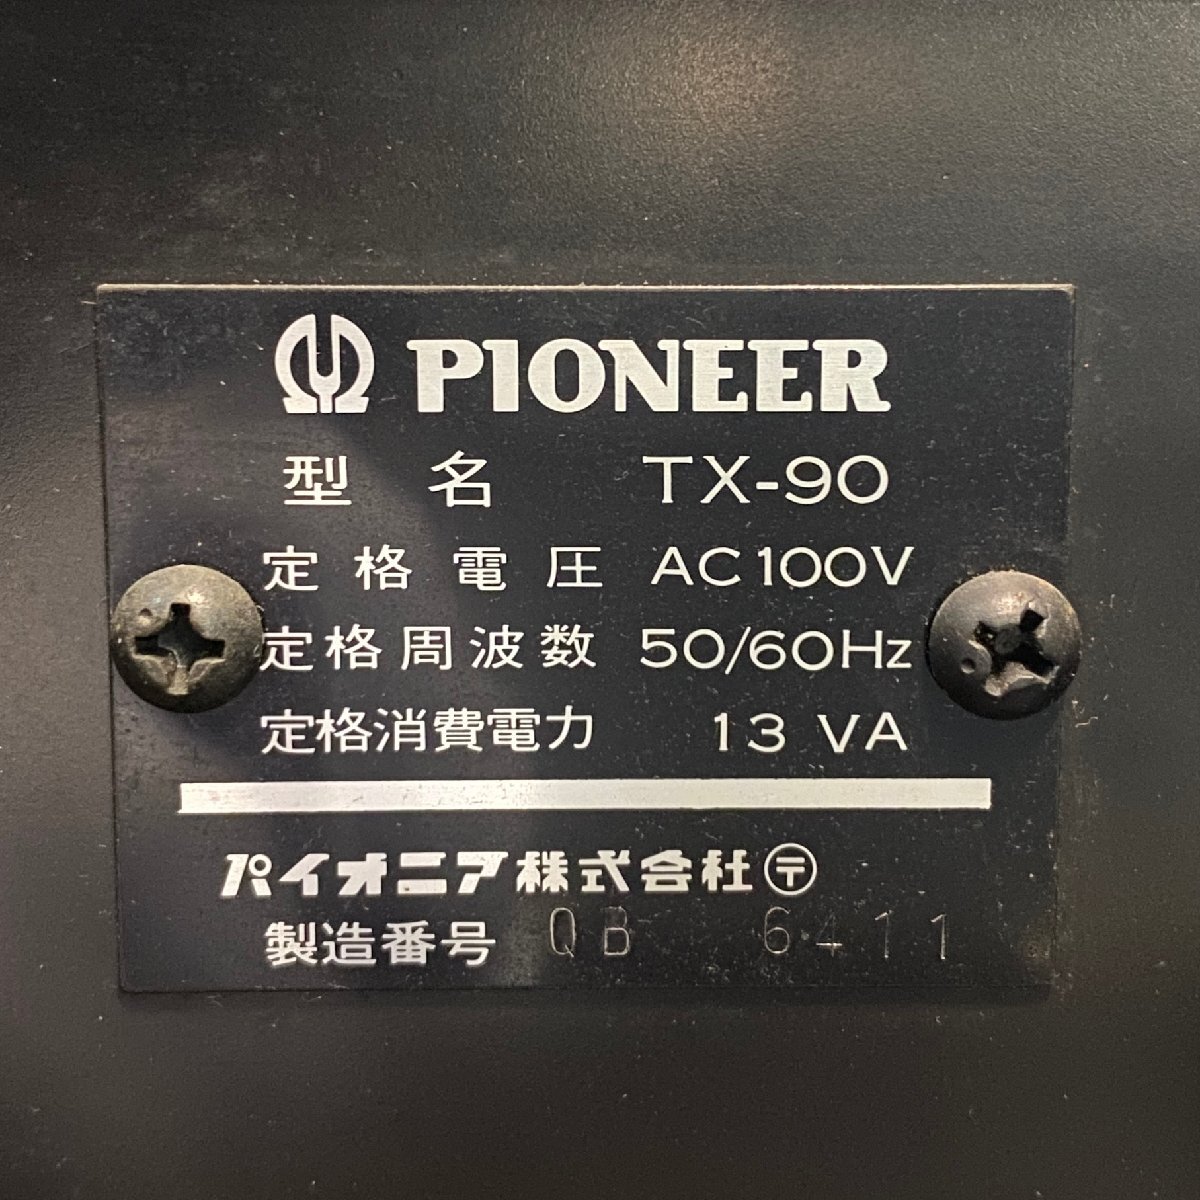 PIONEER
型名 TX-90
定格電圧 AC100V
定格周波数 50/60Hz
定格消費電力 13 VA
パイオニア株式会社〒
製造番号 QB 6411